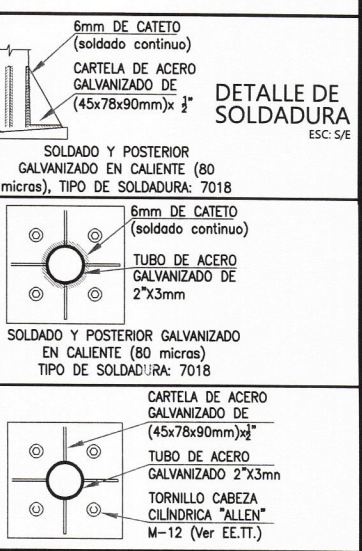 6mm DE CATETO
(soldado continuo)
CARTELA DE ACERO
GALVANIZADO DE
(45x78x90mm)x ½"
DETALLE DE
SOLDADURA
ESC: S/E
SOLDADO Y POSTERIOR
GALVANIZADO EN CALIENTE (80
micras), TIPO DE SOLDADURA: 7018
6mm DE CATETO
(soldado continuo)
TUBO DE ACERO
GALVANIZADO DE
2"X3mm
SOLDADO Y POSTERIOR GALVANIZADO
EN CALIENTE (80 micras)
TIPO DE SOLDADURA: 7018
CARTELA DE ACERO
GALVANIZADO DE
(45x78x90mm)x½"
TUBO DE ACERO
GALVANIZADO 2"X3mn
TORNILLO CABEZA
CILÍNDRICA "ALLEN"
M-12 (Ver EE.TT.)